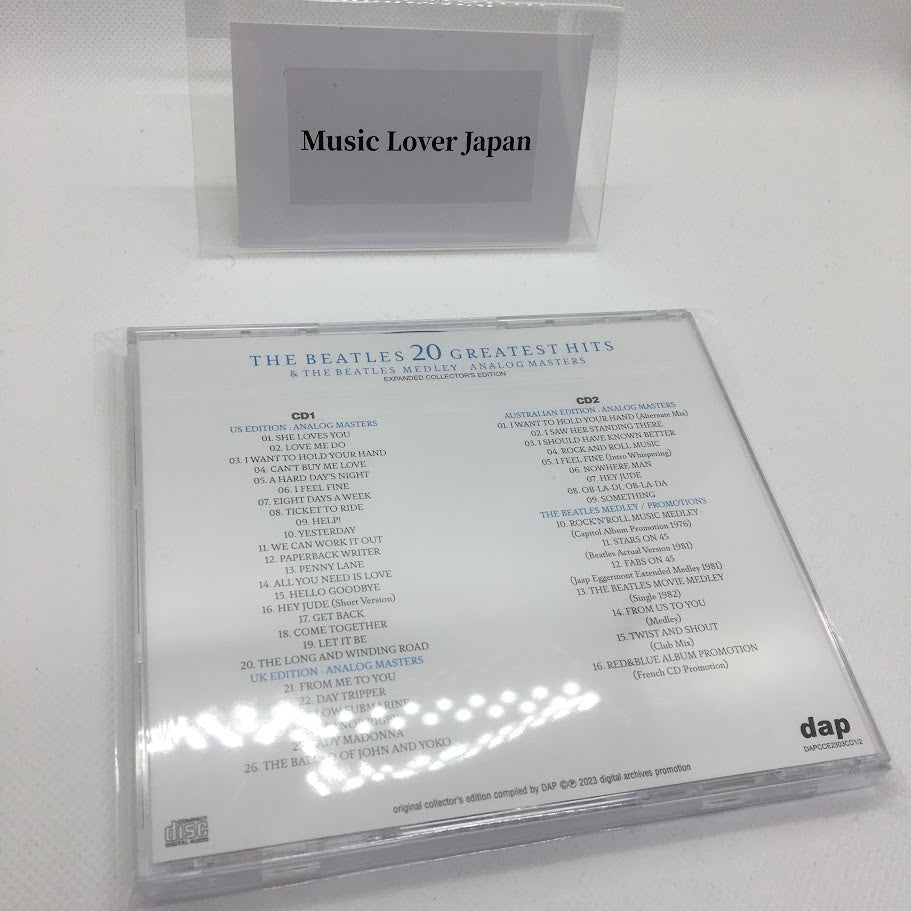 Music Lover Japan
THE BEATLES 20 GREATEST HITS
& THE BEATLES MEDLEY : ANALOG MASTERS
EXPANDED COLLECTOR'S EDITION
CD1
US EDITION : ANALOG MASTERS
01. SHE LOVES YOU
02. LOVE ME DO
03. I WANT TO HOLD YOUR HAND
04. CAN'T BUY ME LOVE
05. A HARD DAY'S NIGHT
06. I FEEL FINE
07. EIGHT DAYS A WEEK
08. TICKET TO RIDE
09. HELP!
10. YESTERDAY
11. WE CAN WORK IT OUT
12. PAPERBACK WRITER
13. PENNY LANE
14. ALL YOU NEED IS LOVE
15. HELLO GOODBYE
16. HEY JUDE (Short Version)
17. GET BACK
18. COME TOGETHER
19. LET IT BE
20. THE LONG AND WINDING ROAD
UK EDITION : ANALOG MASTERS
21. FROM ME TO YOU
22. DAY TRIPPER
SUBMARINE
MADONNA
26. THE BALLAD OF JOHN AND YOKO
CD2
AUSTRALIAN EDITION : ANALOG MASTERS
01. I WANT TO HOLD YOUR HAND (Alternate Mix)
02. I SAW HER STANDING THERE
03. I SHOULD HAVE KNOWN BETTER
04. ROCK AND ROLL MUSIC
05. I FEEL FINE (Intro Whispering)
06. NOWHERE MAN
07. HEY JUDE
08. OB-LA-DI, OB-LA-DA
09. SOMETHING
THE BEATLES MEDLEY / PROMOTIONS
10. ROCK'N'ROLL MUSIC MEDLEY
(Capitol Album Promotion 1976)
11. STARS ON 45
(Beatles Actual Version 1981)
12. FABS ON 45
(Jaap Eggermont Extended Medley 1981)
13. THE BEATLES MOVIE MEDLEY
(Single 1982)
14. FROM US TO YOU
(Medley)
15. TWIST AND SHOUT
(Club Mix)
16. RED&BLUE ALBUM PROMOTION
(French CD Promotion)
dap
DAPCCE2303CD1/2
original collector's edition compiled by DAP ©℗ 2023 digital archives promotion
COMPACT
disc
DIGITAL AUDIO